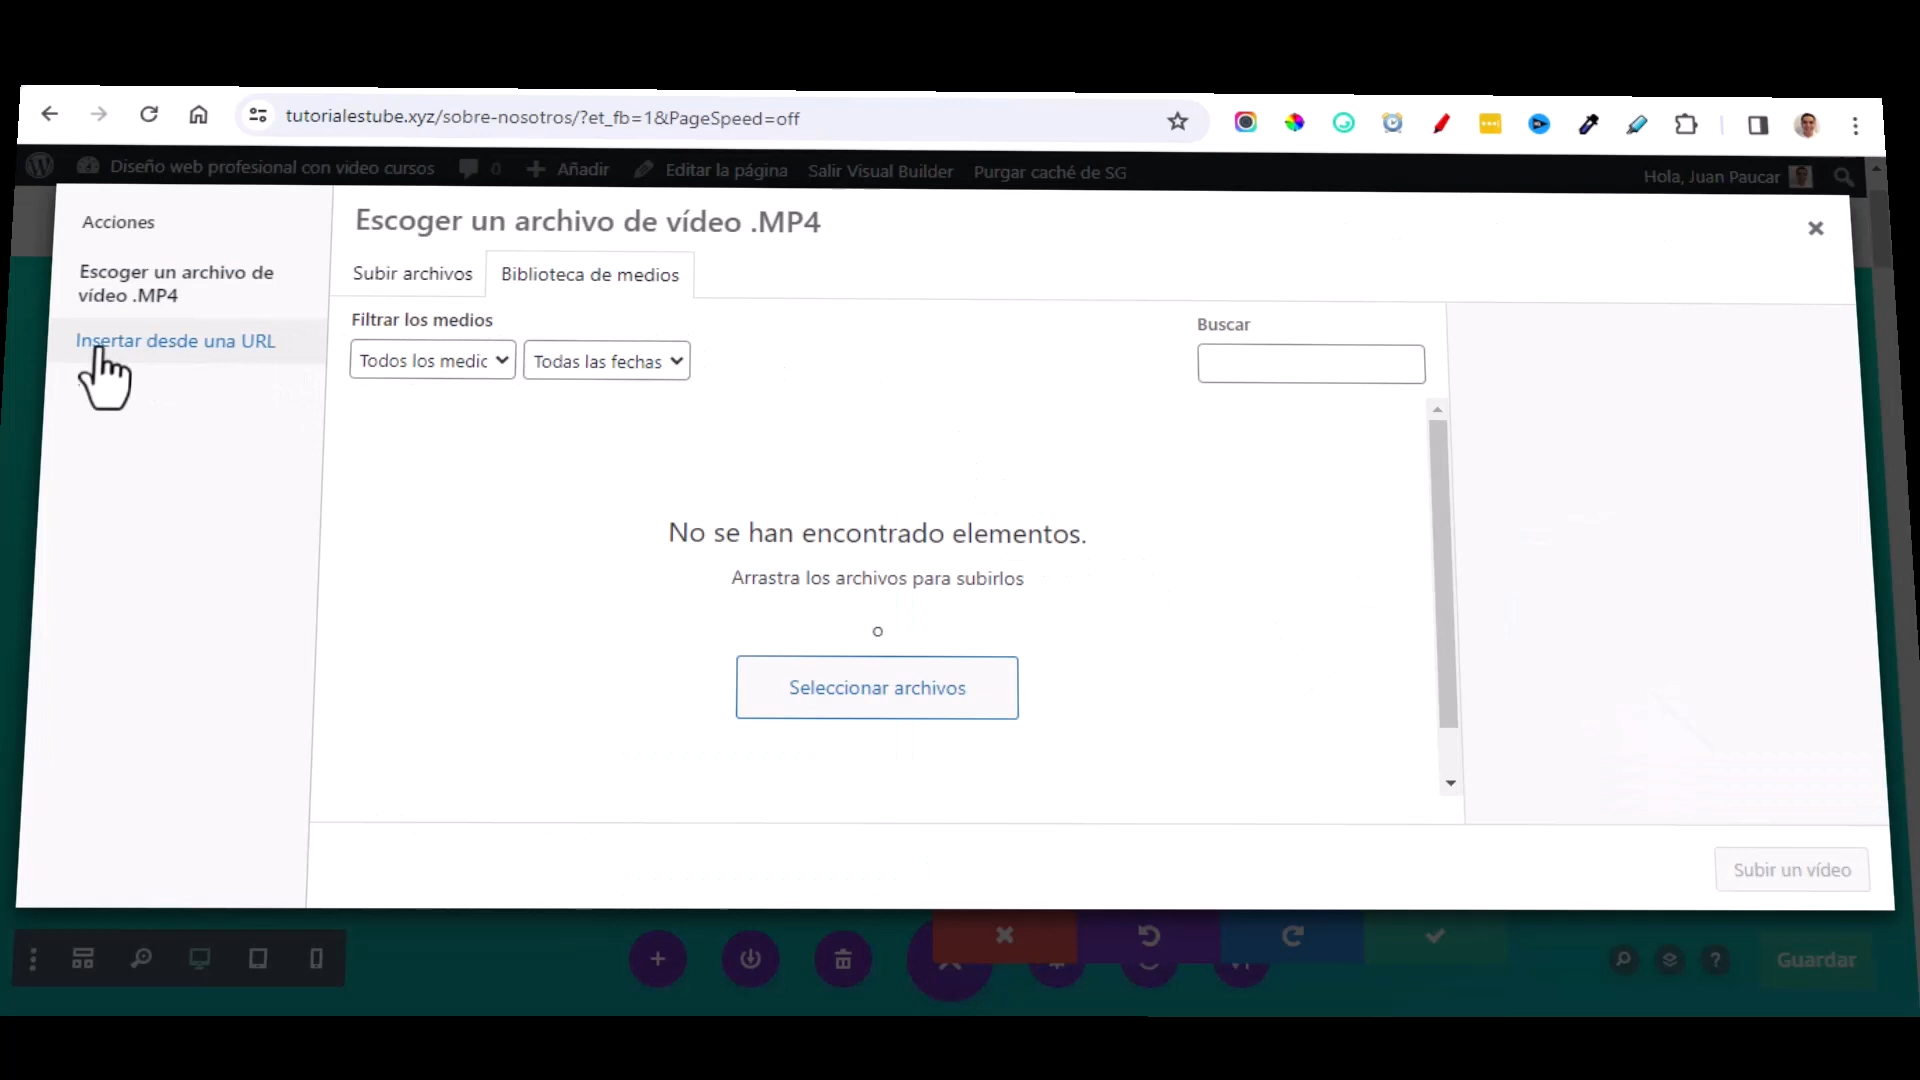 tutorialestube.xyz/sobre-nosotros/?et_fb=1&PageSpeed=off
Diseño web profesional con video cursos 0 Añadir Editar la página Salir Visual Builder Purgar caché de SG Hola, Juan Paucar
Acciones
Escoger un archivo de
vídeo .MP4
Insertar desde una URL
Escoger un archivo de vídeo .MP4
Subir archivos Biblioteca de medios
Filtrar los medios
Todos los medic Todas las fechas
Buscar
No se han encontrado elementos.
Arrastra los archivos para subirlos
o
Seleccionar archivos
Subir un vídeo
Guardar